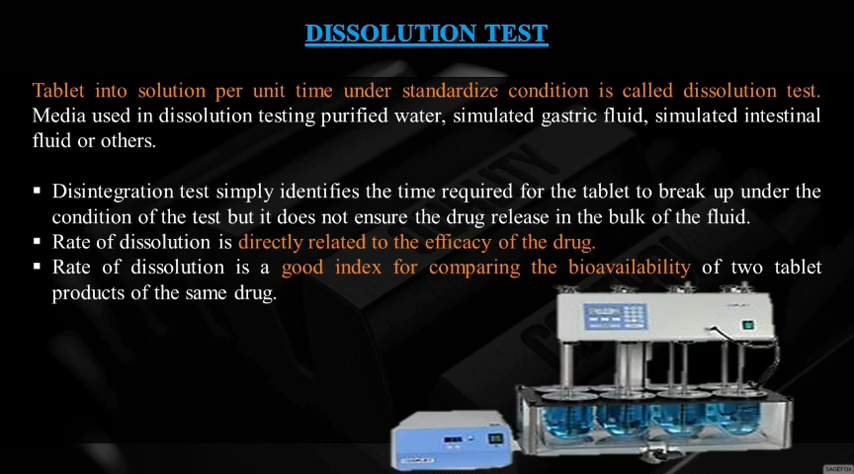 DISSOLUTION TEST
Tablet into solution per unit time under standardize condition is called dissolution test.
Media used in dissolution testing purified water, simulated gastric fluid, simulated intestinal
fluid or others.
▪ Disintegration test simply identifies the time required for the tablet to break up under the
condition of the test but it does not ensure the drug release in the bulk of the fluid.
▪ Rate of dissolution is directly related to the efficacy of the drug.
▪ Rate of dissolution is a good index for comparing the bioavailability of two tablet
products of the same drug.
SAGEFOX